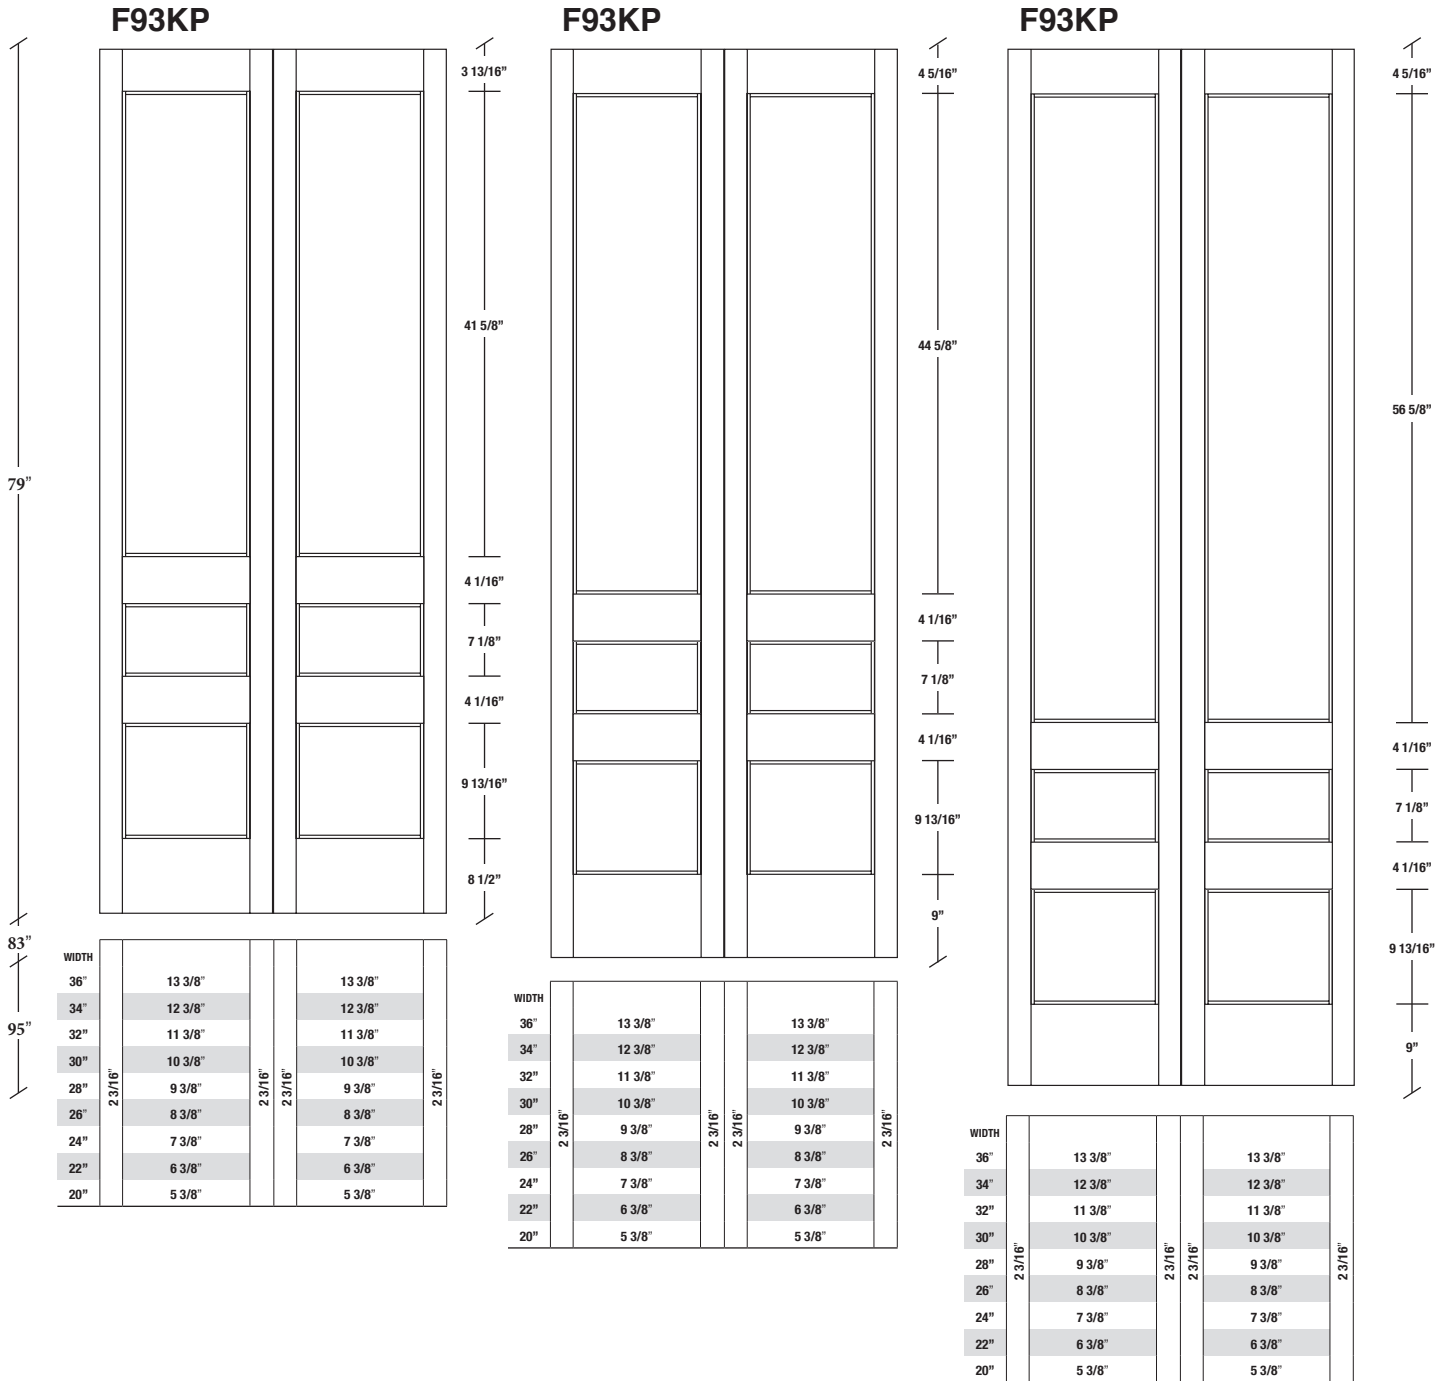 F93KP
F93KP
F93KP
79”
83”
95”
3 13/16”
41 5/8”
4 1/16”
7 1/8”
4 1/16”
9 13/16”
8 1/2”
4 5/16”
44 5/8”
4 1/16”
7 1/8”
4 1/16”
9 13/16”
9”
4 5/16”
56 5/8”
4 1/16”
7 1/8”
4 1/16”
9 13/16”
9”
WIDTH
36” 13 3/8” 13 3/8”
34” 12 3/8” 12 3/8”
32” 11 3/8” 11 3/8”
30” 10 3/8” 10 3/8”
28” 9 3/8” 9 3/8”
26” 8 3/8” 8 3/8”
24” 7 3/8” 7 3/8”
22” 6 3/8” 6 3/8”
20” 5 3/8” 5 3/8”
2 3/16”
2 3/16”
2 3/16”
2 3/16”
WIDTH
36” 13 3/8” 13 3/8”
34” 12 3/8” 12 3/8”
32” 11 3/8” 11 3/8”
30” 10 3/8” 10 3/8”
28” 9 3/8” 9 3/8”
26” 8 3/8” 8 3/8”
24” 7 3/8” 7 3/8”
22” 6 3/8” 6 3/8”
20” 5 3/8” 5 3/8”
2 3/16”
2 3/16”
2 3/16”
2 3/16”
WIDTH
36” 13 3/8” 13 3/8”
34” 12 3/8” 12 3/8”
32” 11 3/8” 11 3/8”
30” 10 3/8” 10 3/8”
28” 9 3/8” 9 3/8”
26” 8 3/8” 8 3/8”
24” 7 3/8” 7 3/8”
22” 6 3/8” 6 3/8”
20” 5 3/8” 5 3/8”
2 3/16”
2 3/16”
2 3/16”
2 3/16”